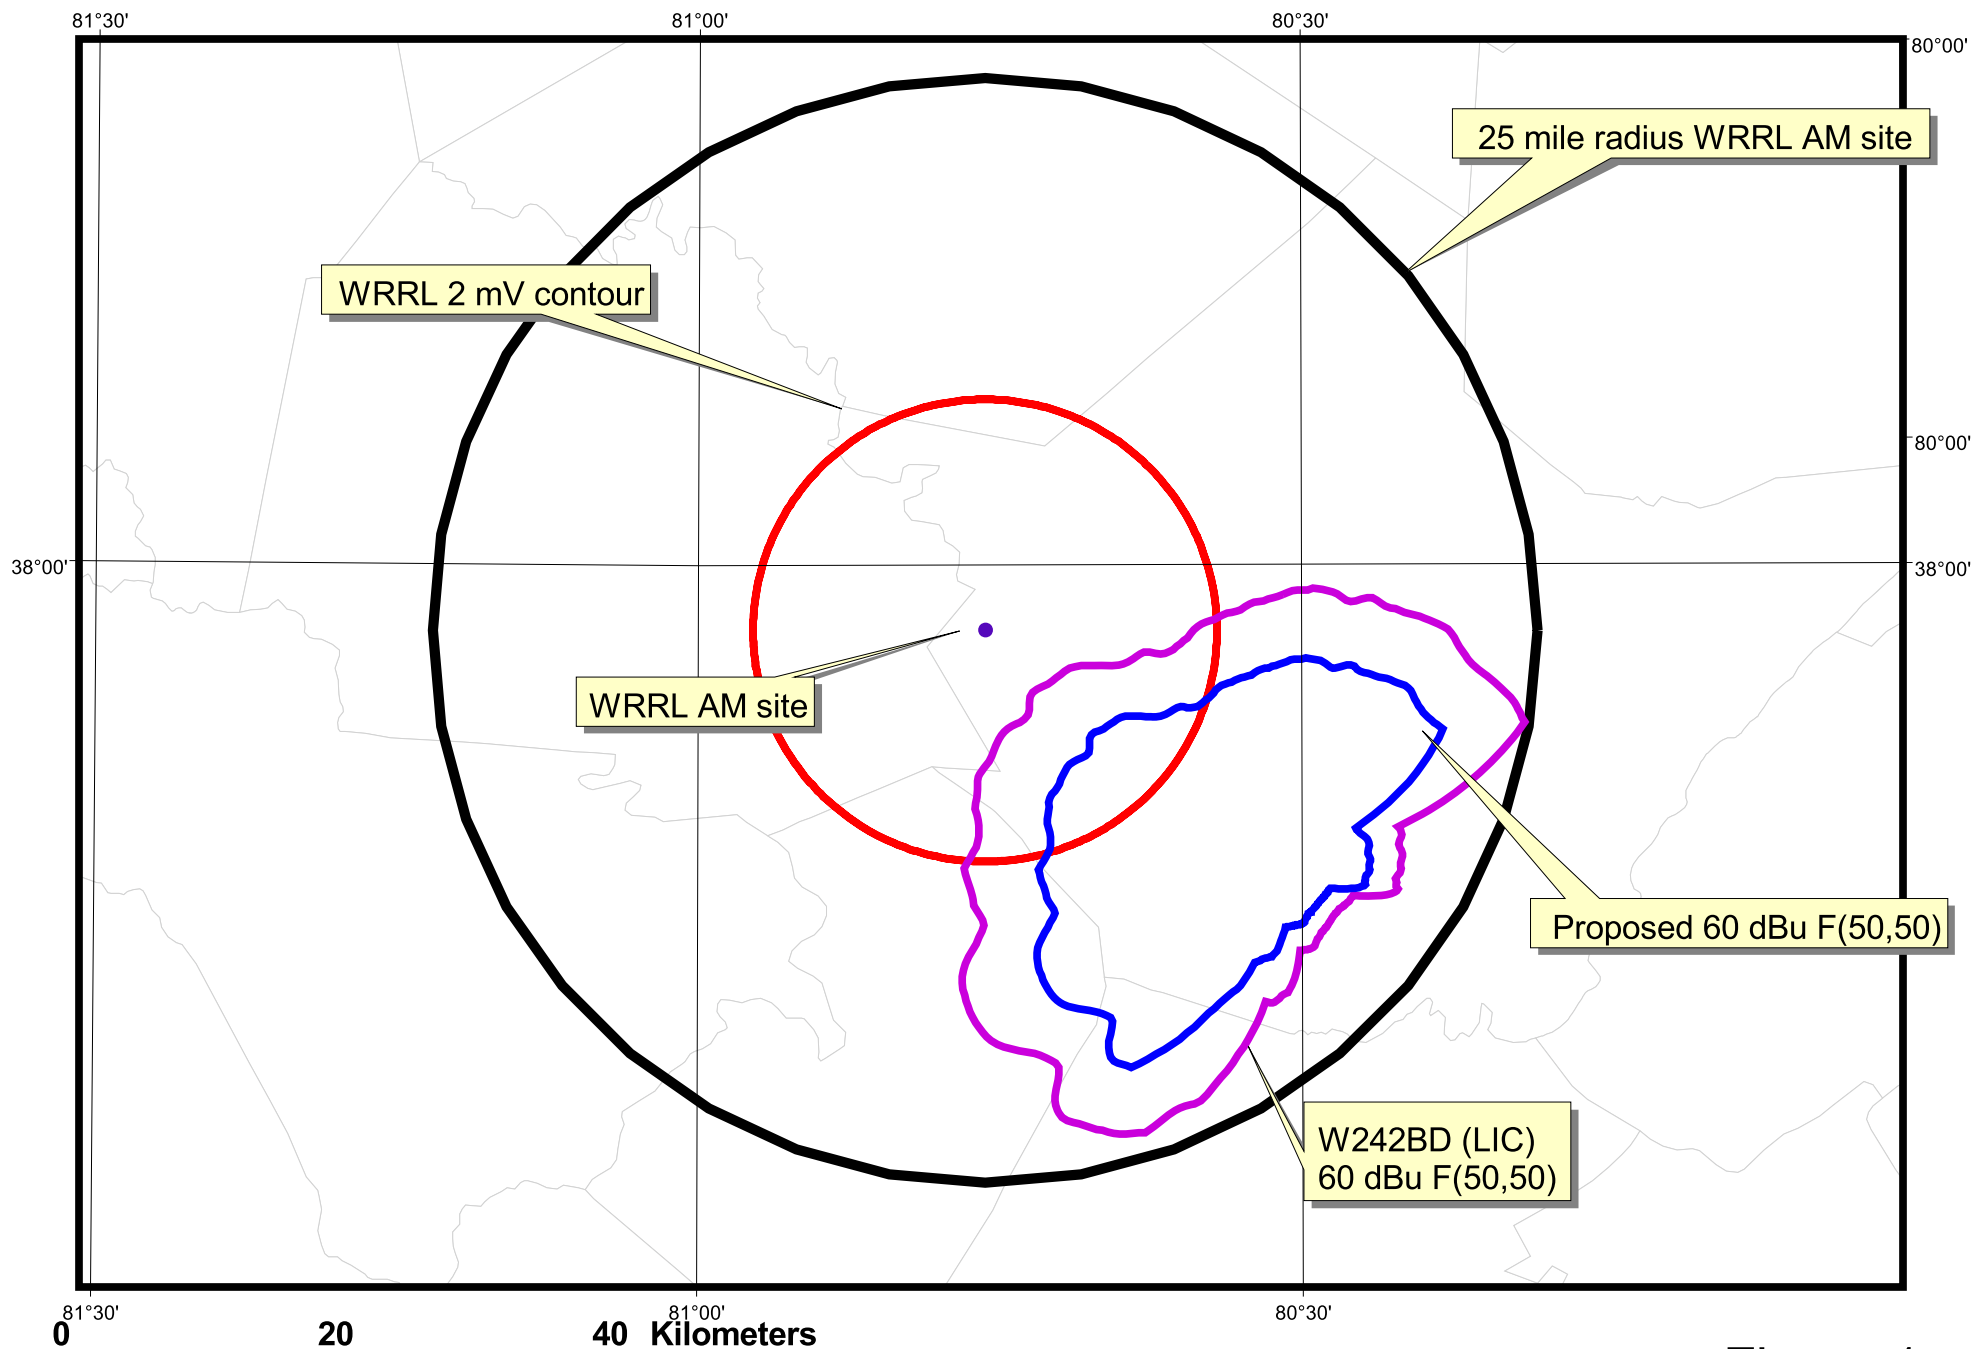 81°30'
81°00'
80°30'
80°00'
25 mile radius WRRL AM site
WRRL 2 mV contour
80°00'
38°00'
38°00'
WRRL AM site
Proposed 60 dBu F(50,50)
W242BD (LIC)
60 dBu F(50,50)
81°30'
81°00'
80°30'
0 20 40 Kilometers